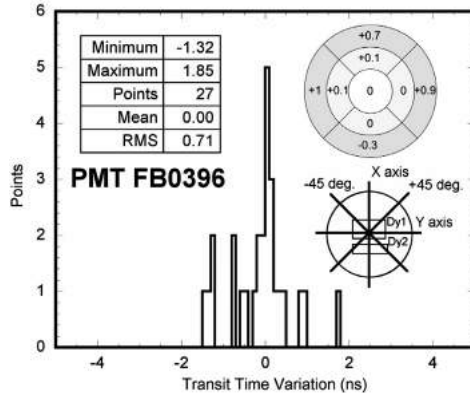 6
5
4
3
2
1
0
Points
Minimum -1.32
Maximum 1.85
Points 27
Mean 0.00
RMS 0.71
PMT FB0396
+0.7
+0.1
+1 +0.1 0 0 +0.9
0
-0.3
X axis
-45 deg. +45 deg.
Dy1 Y axis
Dy2
-4 -2 0 2 4
Transit Time Variation (ns)